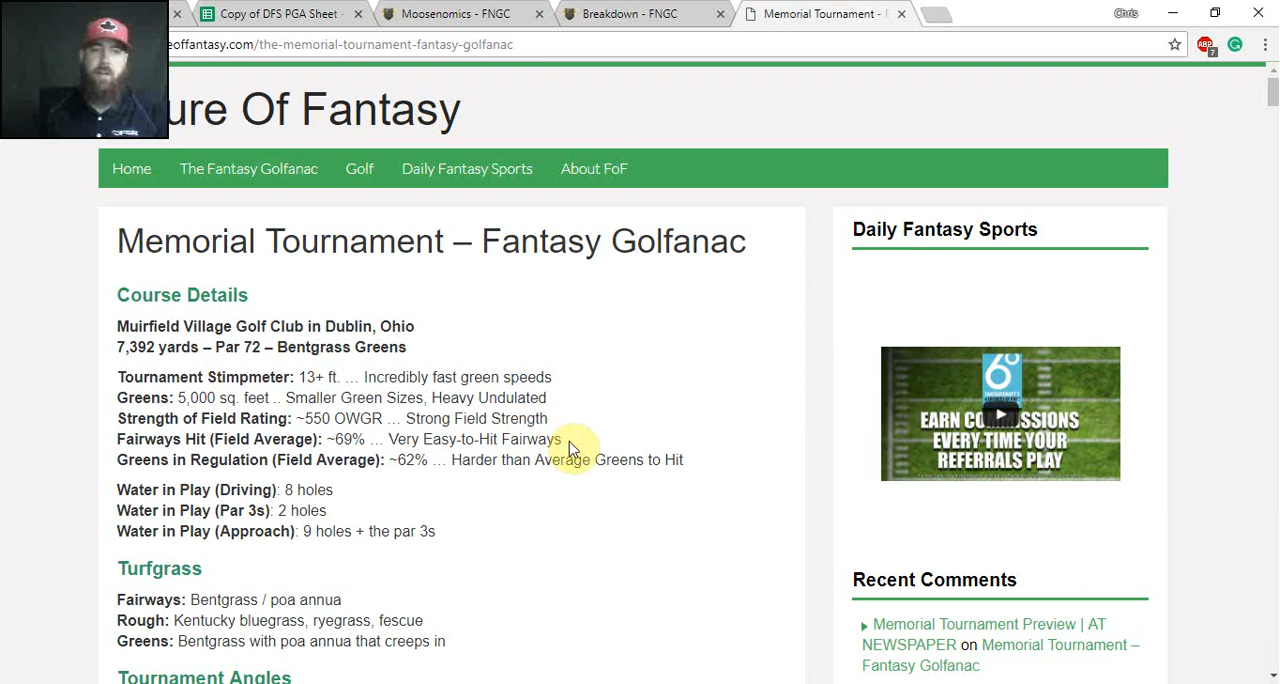 Copy of DFS PGA Sheet -
Moosenomics - FNGC
Breakdown - FNGC
Memorial Tournament - F
Chris
eoffantasy.com/the-memorial-tournament-fantasy-golfanac
ABP
7
G
ure Of Fantasy
Home
The Fantasy Golfanac
Golf
Daily Fantasy Sports
About FoF
Memorial Tournament – Fantasy Golfanac
Course Details
Muirfield Village Golf Club in Dublin, Ohio
7,392 yards – Par 72 – Bentgrass Greens
Tournament Stimpmeter: 13+ ft. … Incredibly fast green speeds
Greens: 5,000 sq. feet .. Smaller Green Sizes, Heavy Undulated
Strength of Field Rating: ~550 OWGR … Strong Field Strength
Fairways Hit (Field Average): ~69% … Very Easy-to-Hit Fairways
Greens in Regulation (Field Average): ~62% … Harder than Average Greens to Hit
Water in Play (Driving): 8 holes
Water in Play (Par 3s): 2 holes
Water in Play (Approach): 9 holes + the par 3s
Turfgrass
Fairways: Bentgrass / poa annua
Rough: Kentucky bluegrass, ryegrass, fescue
Greens: Bentgrass with poa annua that creeps in
Tournament Angles
Daily Fantasy Sports
EARN
EVERY TIME YOUR
REFERRALS PLAY
Recent Comments
Memorial Tournament Preview | AT
NEWSPAPER on Memorial Tournament –
Fantasy Golfanac